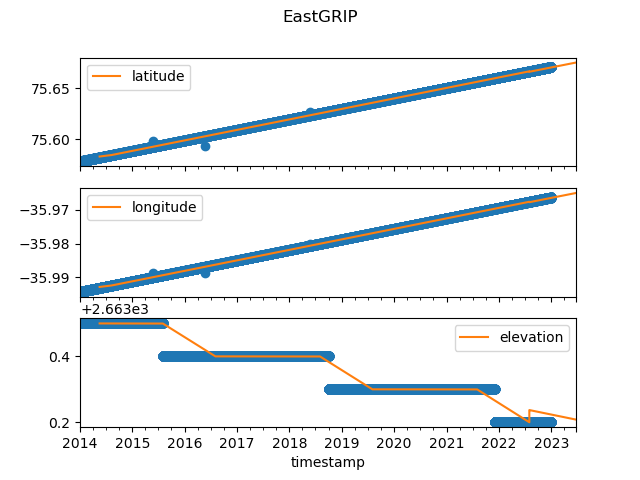 EastGRIP
latitude
75.65
75.60
longitude
−35.97
−35.98
−35.99
+2.663e3
elevation
0.4
0.2
2014 2015 2016 2017 2018 2019 2020 2021 2022 2023
timestamp